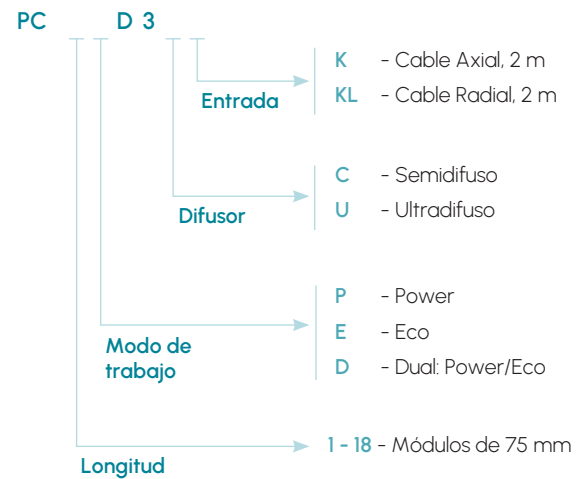 PC D 3
K - Cable Axial, 2 m
KL - Cable Radial, 2 m
Entrada
C - Semidifuso
U - Ultradifuso
Difusor
P - Power
E - Eco
D - Dual: Power/Eco
Modo de
trabajo
1 - 18 - Módulos de 75 mm
Longitud